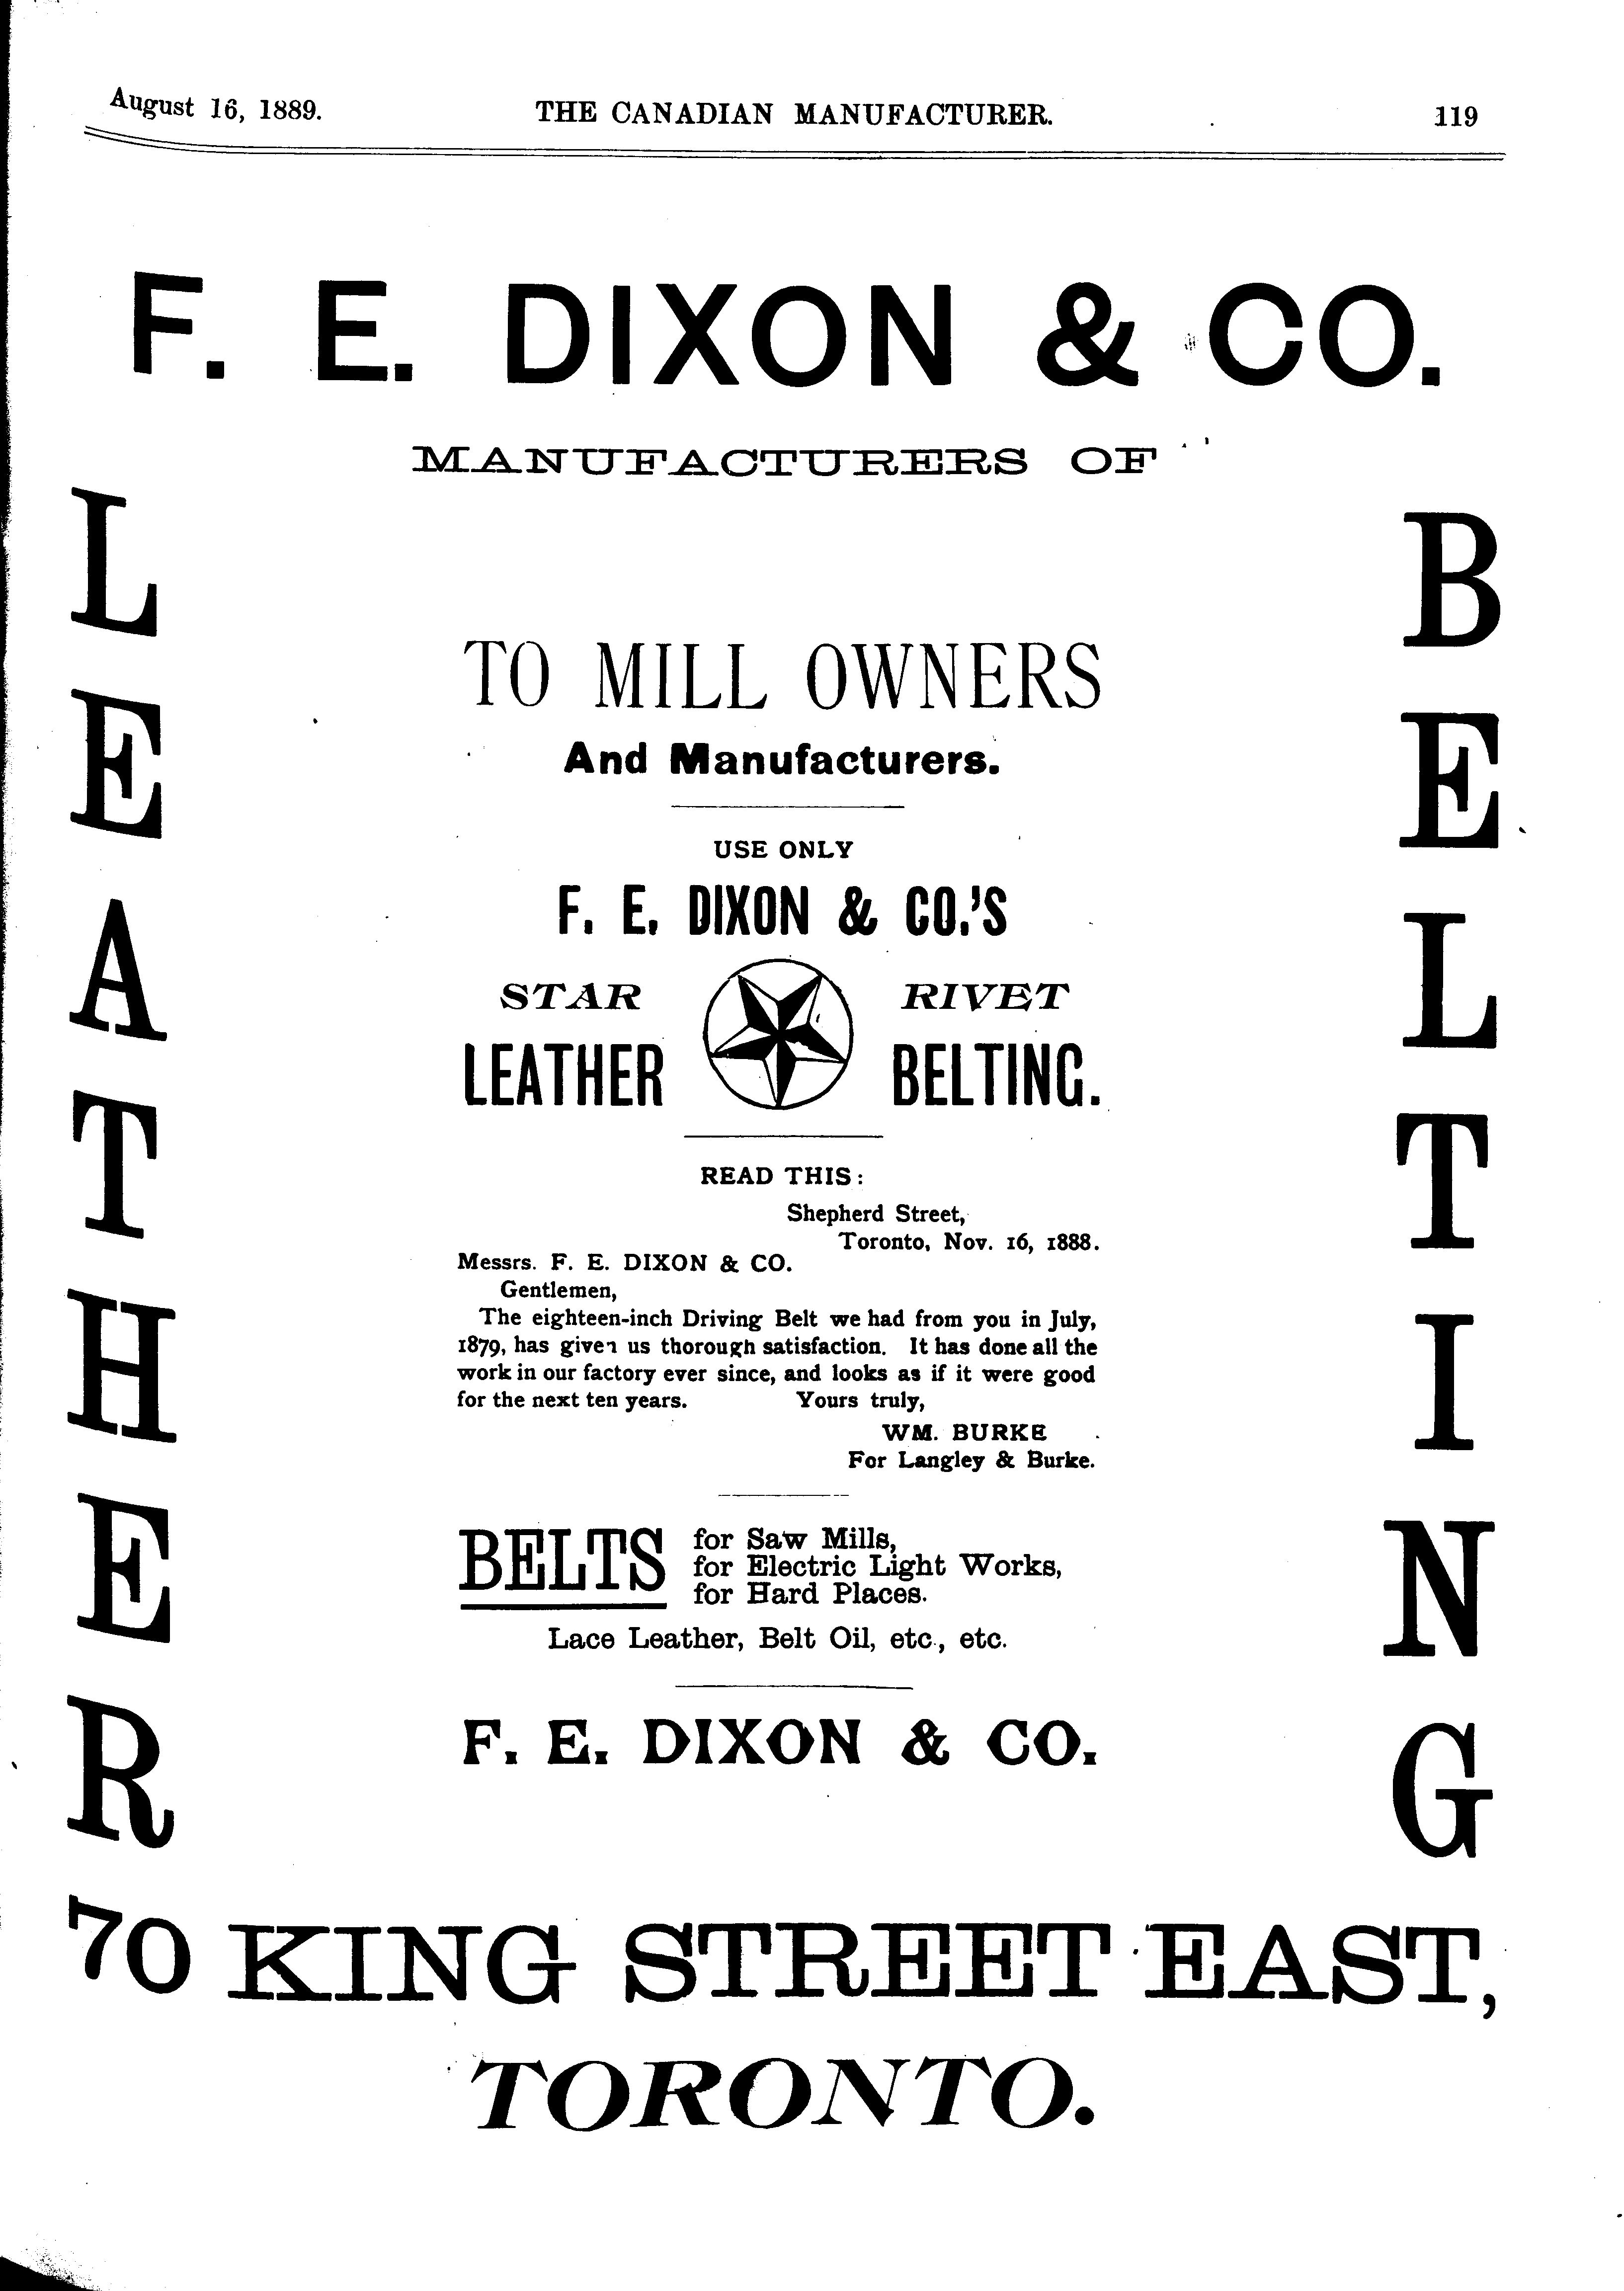 August 16, 1889. THE CANADIAN MANUFACTURER. 119
F. E. DIXON & CO.
MANUFACTURERS OF
LEATHER
BELTING
TO MILL OWNERS
And Manufacturers.
USE ONLY
F. E. DIXON & CO.'S
STAR RIVET
LEATHER BELTING.
READ THIS:
Shepherd Street,
Toronto, Nov. 16, 1888.
Messrs. F. E. DIXON & CO.
Gentlemen,
The eighteen-inch Driving Belt we had from you in July,
1879, has given us thorough satisfaction. It has done all the
work in our factory ever since, and looks as if it were good
for the next ten years. Yours truly,
WM. BURKE
For Langley & Burke.
BELTS for Saw Mills,
for Electric Light Works,
for Hard Places.
Lace Leather, Belt Oil, etc., etc.
F. E. DIXON & CO.
70 KING STREET EAST,
TORONTO.